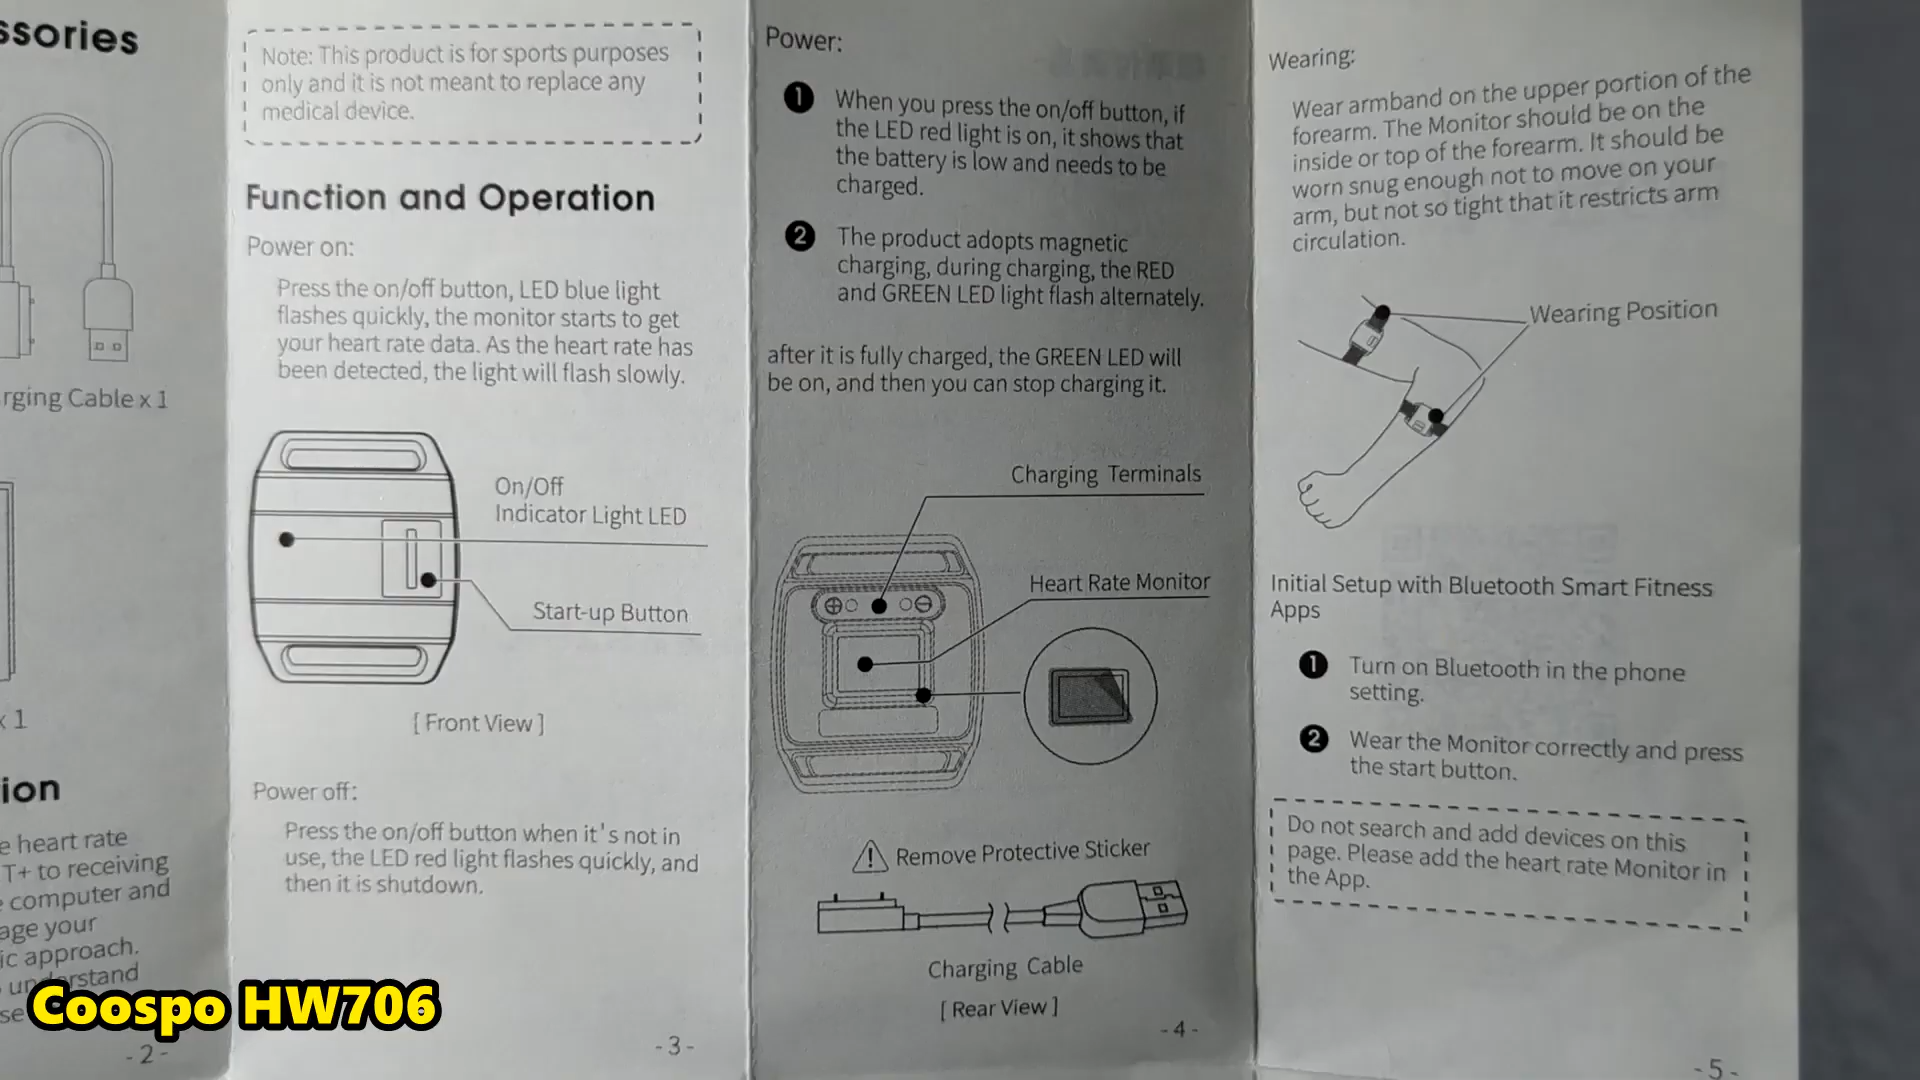 ssories
rging Cable x 1
x 1
ion
e heart rate
T+ to receiving
computer and
age your
ic approach.
understand
se
- 2 -
Note: This product is for sports purposes
only and it is not meant to replace any
medical device.
Function and Operation
Power on:
Press the on/off button, LED blue light
flashes quickly, the monitor starts to get
your heart rate data. As the heart rate has
been detected, the light will flash slowly.
On/Off
Indicator Light LED
Start-up Button
[ Front View ]
Power off:
Press the on/off button when it's not in
use, the LED red light flashes quickly, and
then it is shutdown.
- 3 -
Power:
1 When you press the on/off button, if
the LED red light is on, it shows that
the battery is low and needs to be
charged.
2 The product adopts magnetic
charging, during charging, the RED
and GREEN LED light flash alternately.
after it is fully charged, the GREEN LED will
be on, and then you can stop charging it.
Charging Terminals
Heart Rate Monitor
Remove Protective Sticker
Charging Cable
[ Rear View ]
- 4 -
Wearing:
Wear armband on the upper portion of the
forearm. The Monitor should be on the
inside or top of the forearm. It should be
worn snug enough not to move on your
arm, but not so tight that it restricts arm
circulation.
Wearing Position
Initial Setup with Bluetooth Smart Fitness
Apps
1 Turn on Bluetooth in the phone
setting.
2 Wear the Monitor correctly and press
the start button.
Do not search and add devices on this
page. Please add the heart rate Monitor in
the App.
- 5 -
Coospo HW706